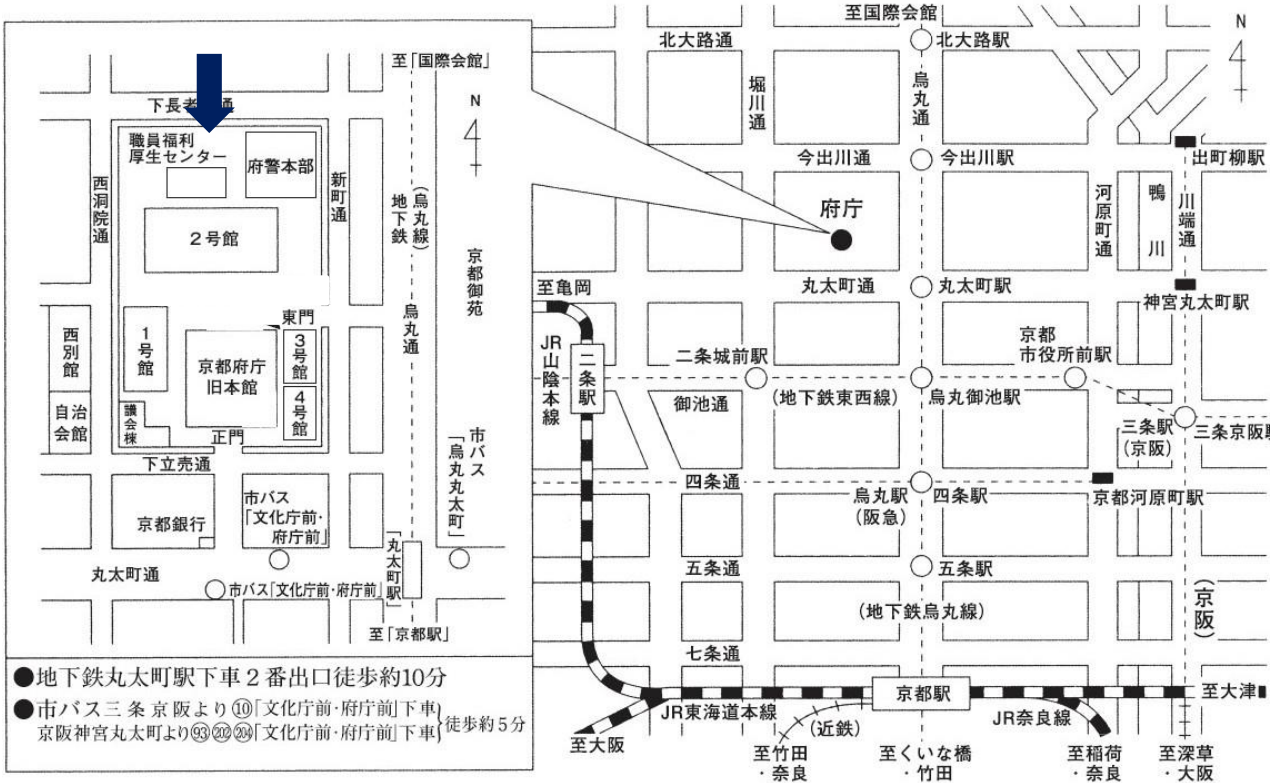 至「国際会館」
下長者 通
N
職員福利
厚生センター
府警本部
西洞院通
新町通
地下鉄
(烏丸線)
2号館
京都御苑
烏丸通
東門
西別館
1号館
京都府庁
旧本館
3号館
4号館
自治
会館
議会棟
正門
下立売通
市バス
「烏丸丸太町」
京都銀行
市バス
「文化庁前・
府庁前」
丸太町通
「丸太町駅」
市バス「文化庁前・府庁前」
至「京都駅」
●地下鉄丸太町駅下車2番出口徒歩約10分
●市バス三条京阪より⑩「文化庁前・府庁前」下車
京阪神宮丸太町より93 202 204「文化庁前・府庁前」下車
徒歩約5分
至国際会館
N
北大路通
北大路駅
堀川通
烏丸通
今出川通
今出川駅
出町柳駅
府庁
河原町通
鴨川
川端通
至亀岡
丸太町通
丸太町駅
神宮丸太町駅
JR山陰本線
二条駅
二条城前駅
京都
市役所前駅
御池通
(地下鉄東西線)
烏丸御池駅
三条駅
(京阪)
三条京阪駅
四条通
烏丸駅
(阪急)
四条駅
京都河原町駅
五条通
五条駅
(地下鉄烏丸線)
(京阪)
七条通
京都駅
至大津
JR東海道本線
(近鉄)
JR奈良線
至大阪
至竹田
・奈良
至くいな橋
・竹田
至稲荷
・奈良
至深草
・大阪